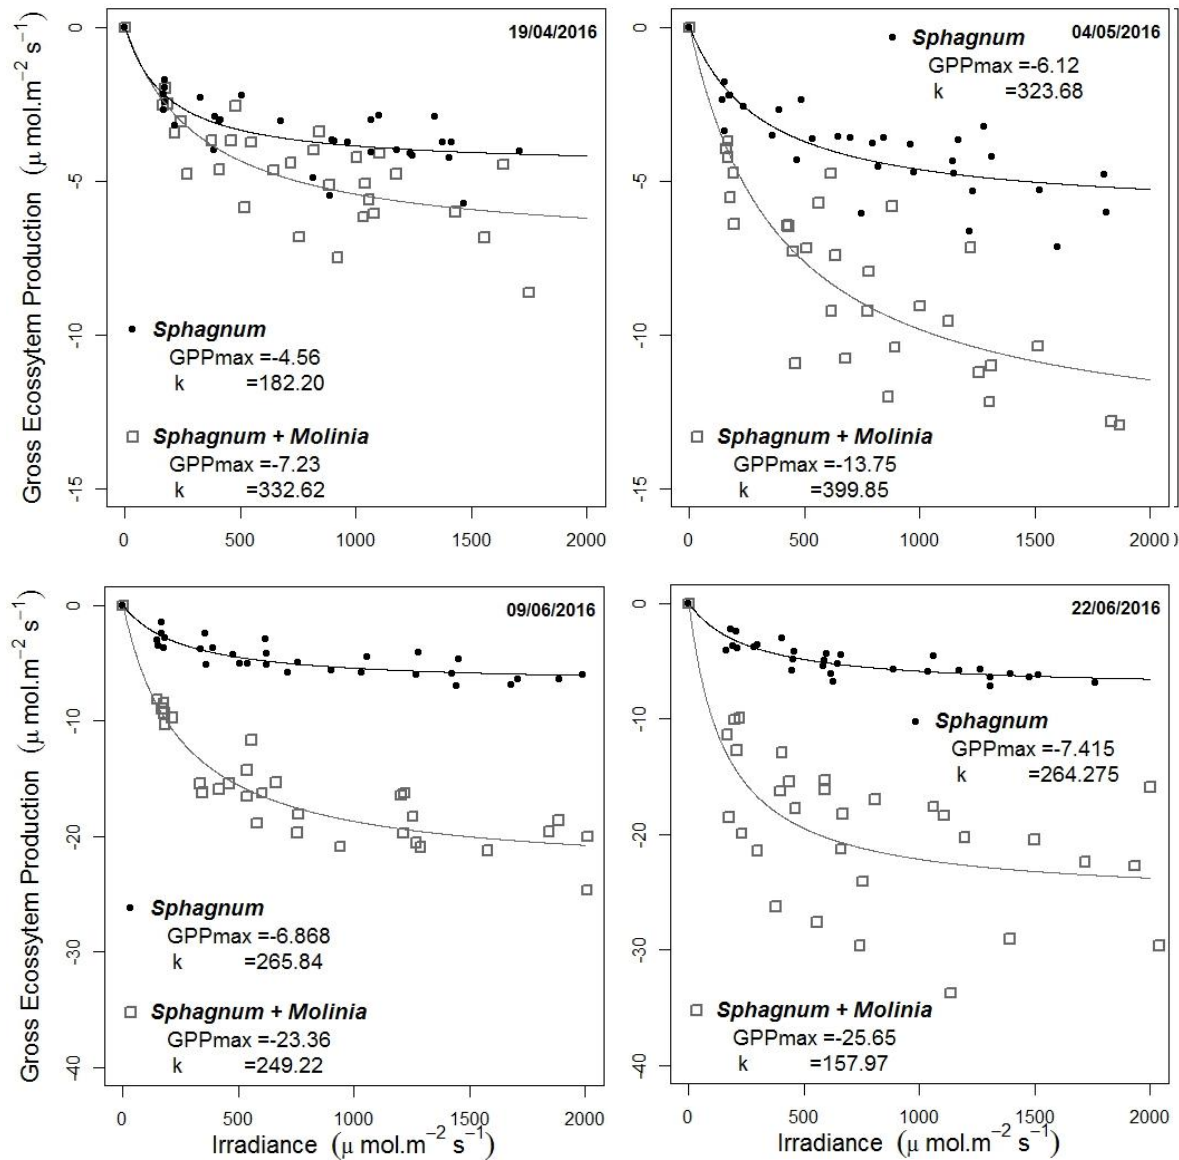 19/04/2016
Gross Ecossytem Production (μ mol.m−2 s−1)
0
-5
-10
-15
Sphagnum
GPPmax =-4.56
k =182.20
Sphagnum + Molinia
GPPmax =-7.23
k =332.62
0 500 1000 1500 2000
04/05/2016
0
-5
-10
-15
Sphagnum
GPPmax =-6.12
k =323.68
Sphagnum + Molinia
GPPmax =-13.75
k =399.85
0 500 1000 1500 2000
09/06/2016
Gross Ecossytem Production (μ mol.m−2 s−1)
0
-10
-20
-30
-40
Sphagnum
GPPmax =-6.868
k =265.84
Sphagnum + Molinia
GPPmax =-23.36
k =249.22
0 500 1000 1500 2000
Irradiance (μ mol.m−2 s−1)
22/06/2016
0
-10
-20
-30
-40
Sphagnum
GPPmax =-7.415
k =264.275
Sphagnum + Molinia
GPPmax =-25.65
k =157.97
0 500 1000 1500 2000
Irradiance (μ mol.m−2 s−1)